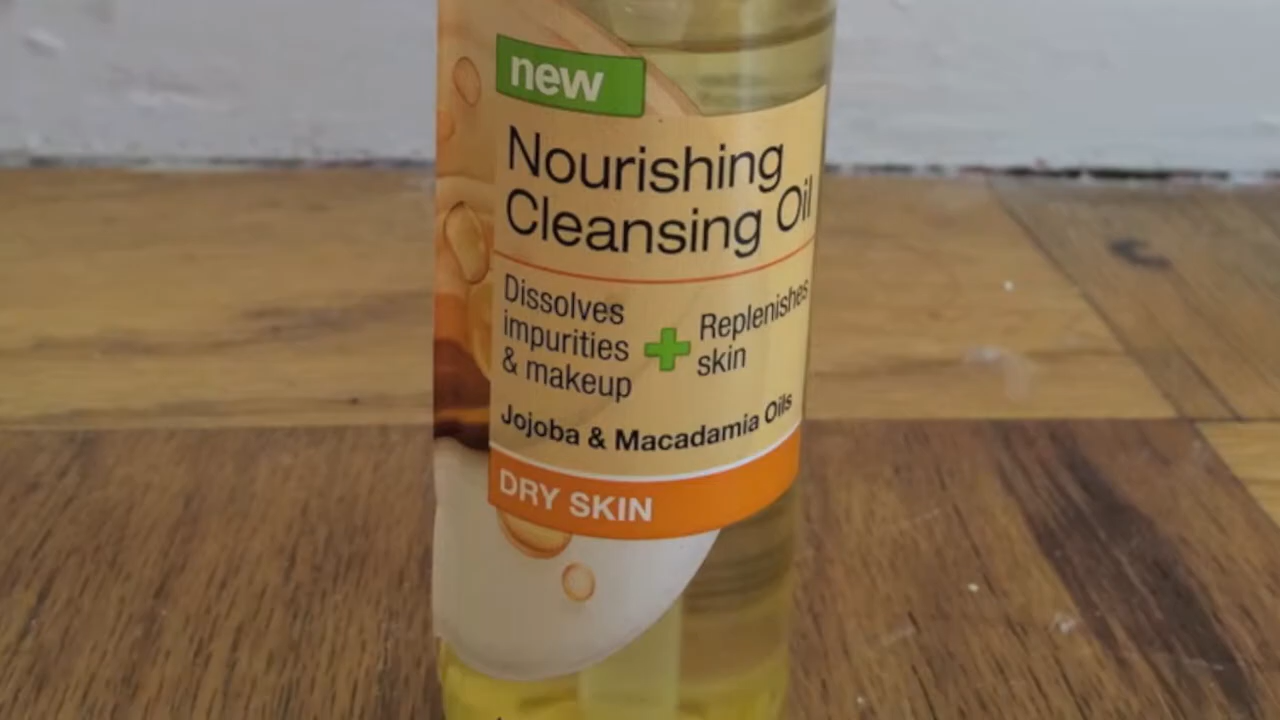 new
Nourishing
Cleansing Oil
Dissolves
impurities
& makeup
+
Replenishes
skin
Jojoba & Macadamia Oils
DRY SKIN